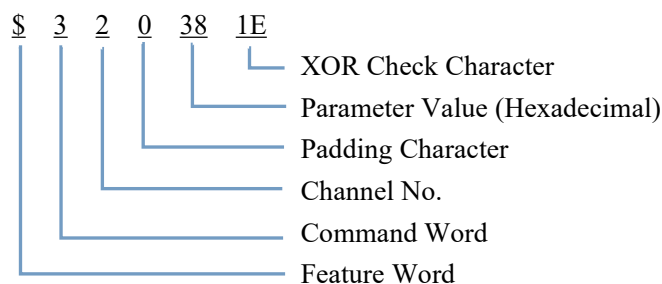 $ 3 2 0 38 1E
XOR Check Character
Parameter Value (Hexadecimal)
Padding Character
Channel No.
Command Word
Feature Word